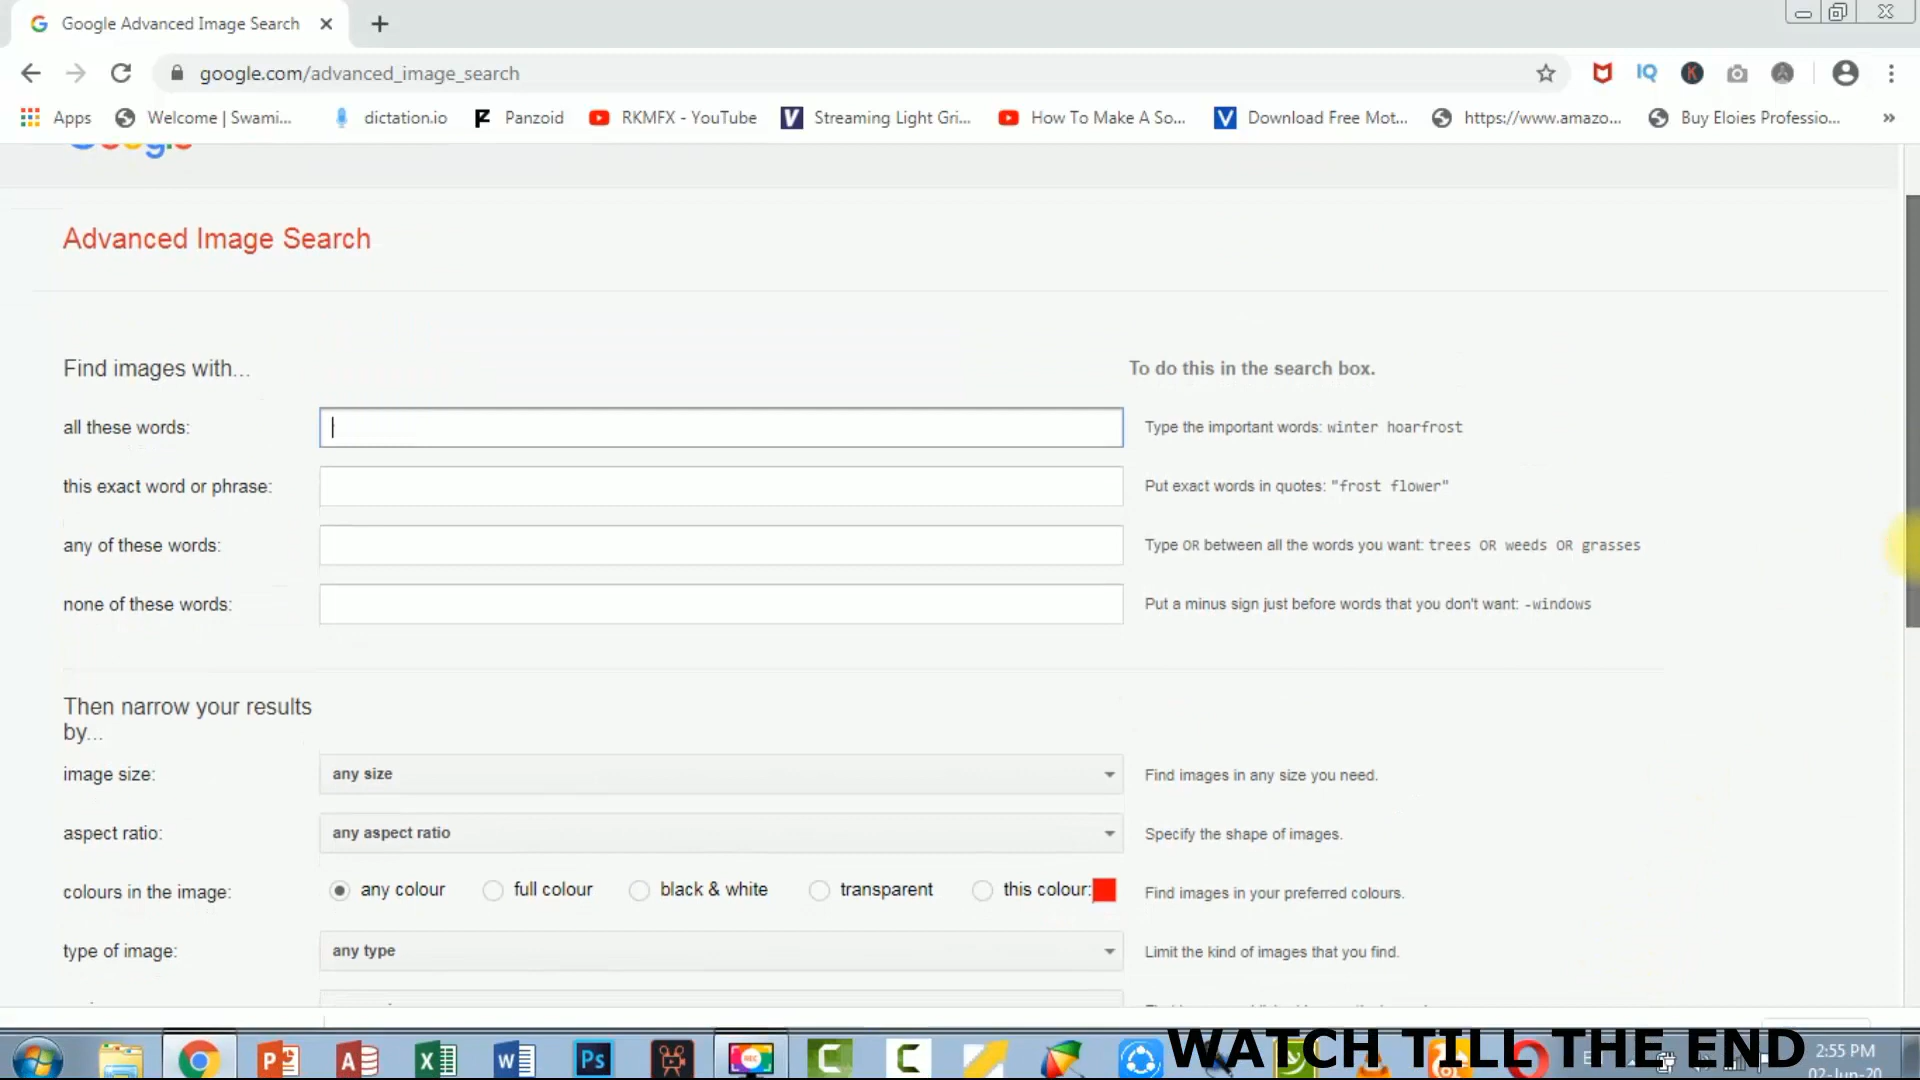 Google Advanced Image Search
google.com/advanced_image_search
IQ
K
Apps
Welcome | Swami...
dictation.io
Panzoid
RKMFX - YouTube
Streaming Light Gri...
How To Make A So...
Download Free Mot...
https://www.amazo...
Buy Eloies Professio...
»
Google
Advanced Image Search
Find images with...
To do this in the search box.
all these words:
Type the important words: winter hoarfrost
this exact word or phrase:
Put exact words in quotes: "frost flower"
any of these words:
Type OR between all the words you want: trees OR weeds OR grasses
none of these words:
Put a minus sign just before words that you don't want: -windows
Then narrow your results
by...
image size:
any size
Find images in any size you need.
aspect ratio:
any aspect ratio
Specify the shape of images.
colours in the image:
any colour
full colour
black & white
transparent
this colour:
Find images in your preferred colours.
type of image:
any type
Limit the kind of images that you find.
Ps
REC
WATCH TILL THE END
2:55 PM
02-Jun-20